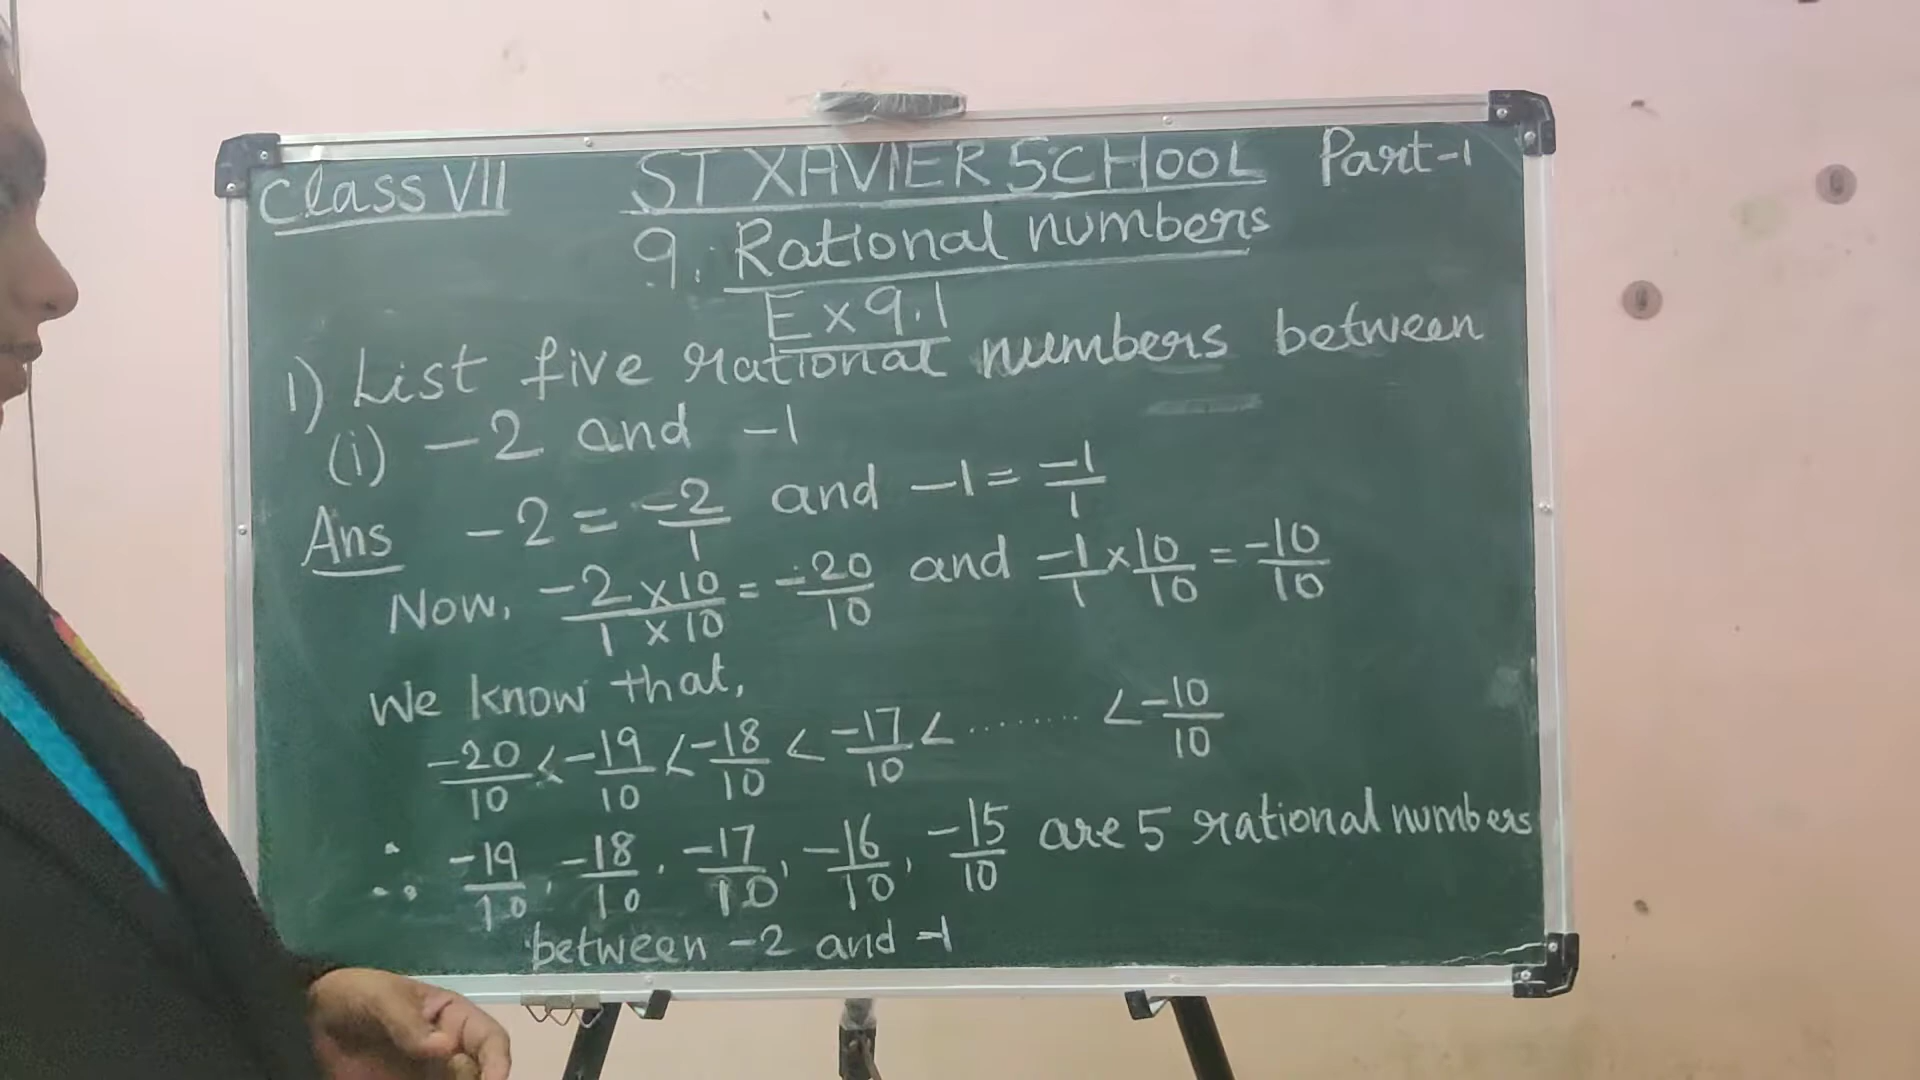 Class VII ST XAVIER SCHOOL Part-1
9. Rational numbers
Ex 9.1
1) List five rational numbers between
(i) -2 and -1
Ans -2 = -2/1 and -1 = -1/1
Now, -2/1 x10/x10 = -20/10 and -1/1 x 10/10 = -10/10
We know that,
-20/10 < -19/10 < -18/10 < -17/10 < ......... < -10/10
∴ -19/10, -18/10, -17/10, -16/10, -15/10 are 5 rational numbers
between -2 and -1